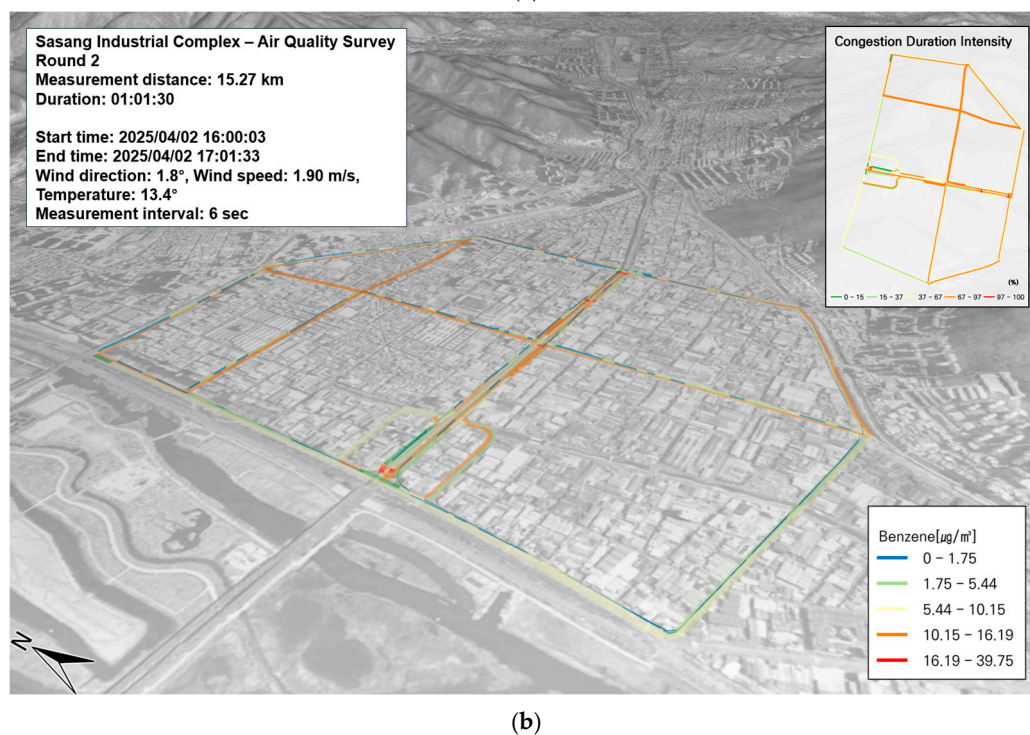 Sasang Industrial Complex – Air Quality Survey
Round 2
Measurement distance: 15.27 km
Duration: 01:01:30
Start time: 2025/04/02 16:00:03
End time: 2025/04/02 17:01:33
Wind direction: 1.8°, Wind speed: 1.90 m/s,
Temperature: 13.4°
Measurement interval: 6 sec
Congestion Duration Intensity
(%)
0 – 15 15 – 37 37 – 67 67 – 97 97 – 100
Benzene[㎍/㎥]
0 – 1.75
1.75 – 5.44
5.44 – 10.15
10.15 – 16.19
16.19 – 39.75
N
(b)